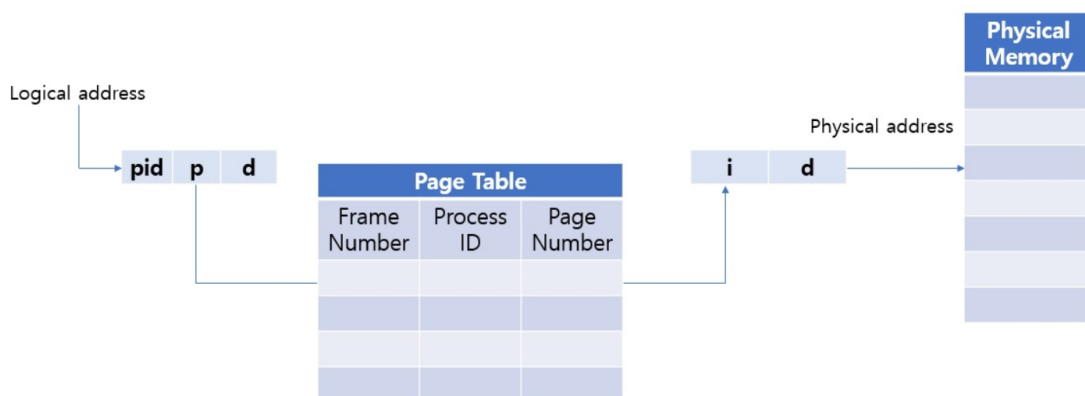 Physical
Memory
Logical address
Physical address
pid p d
i d
Page Table
Frame
Number
Process
ID
Page
Number